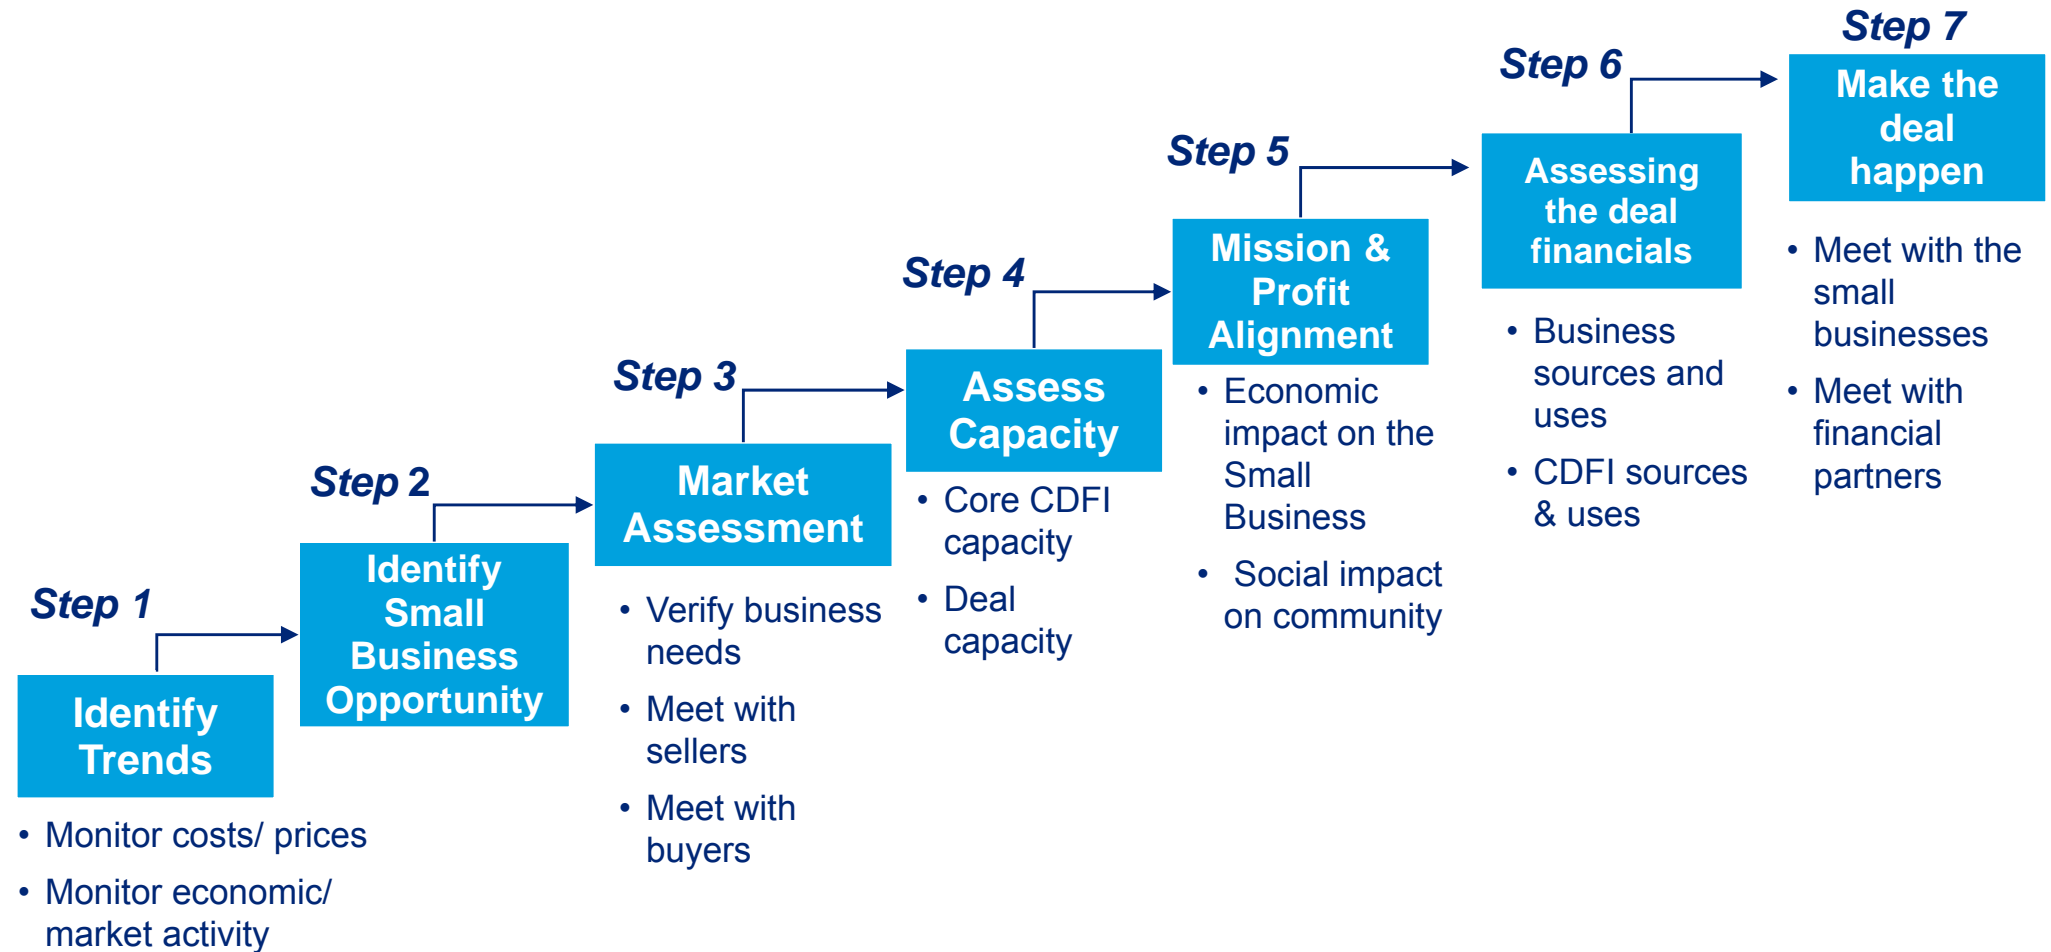 Step 1
Identify
Trends
• Monitor costs/ prices
• Monitor economic/
market activity
Step 2
Identify
Small
Business
Opportunity
Step 3
Market
Assessment
• Verify business
needs
• Meet with
sellers
• Meet with
buyers
Step 4
Assess
Capacity
• Core CDFI
capacity
• Deal
capacity
Step 5
Mission &
Profit
Alignment
• Economic
impact on the
Small
Business
• Social impact
on community
Step 6
Assessing
the deal
financials
• Business
sources and
uses
• CDFI sources
& uses
Step 7
Make the
deal
happen
• Meet with the
small
businesses
• Meet with
financial
partners